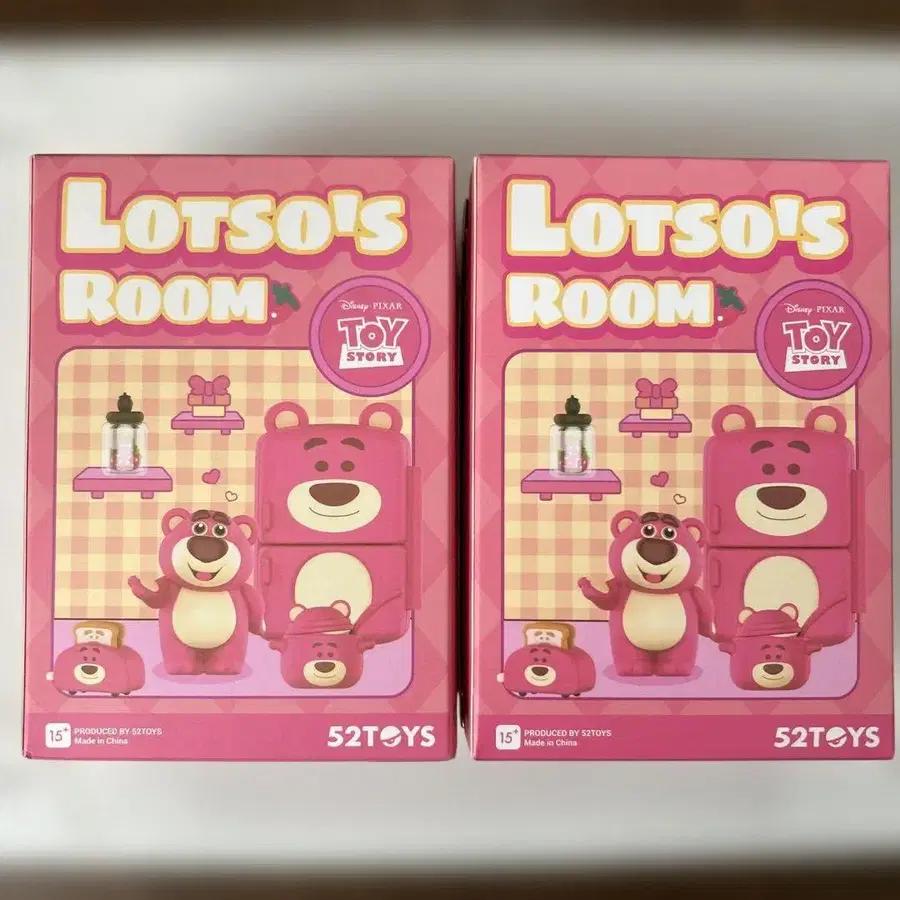 LOTSO'S
ROOM
Disney · PIXAR
TOY
STORY
15+
PRODUCED BY 52TOYS
Made in China
52TOYS
LOTSO'S
ROOM
Disney · PIXAR
TOY
STORY
15+
PRODUCED BY 52TOYS
Made in China
52TOYS